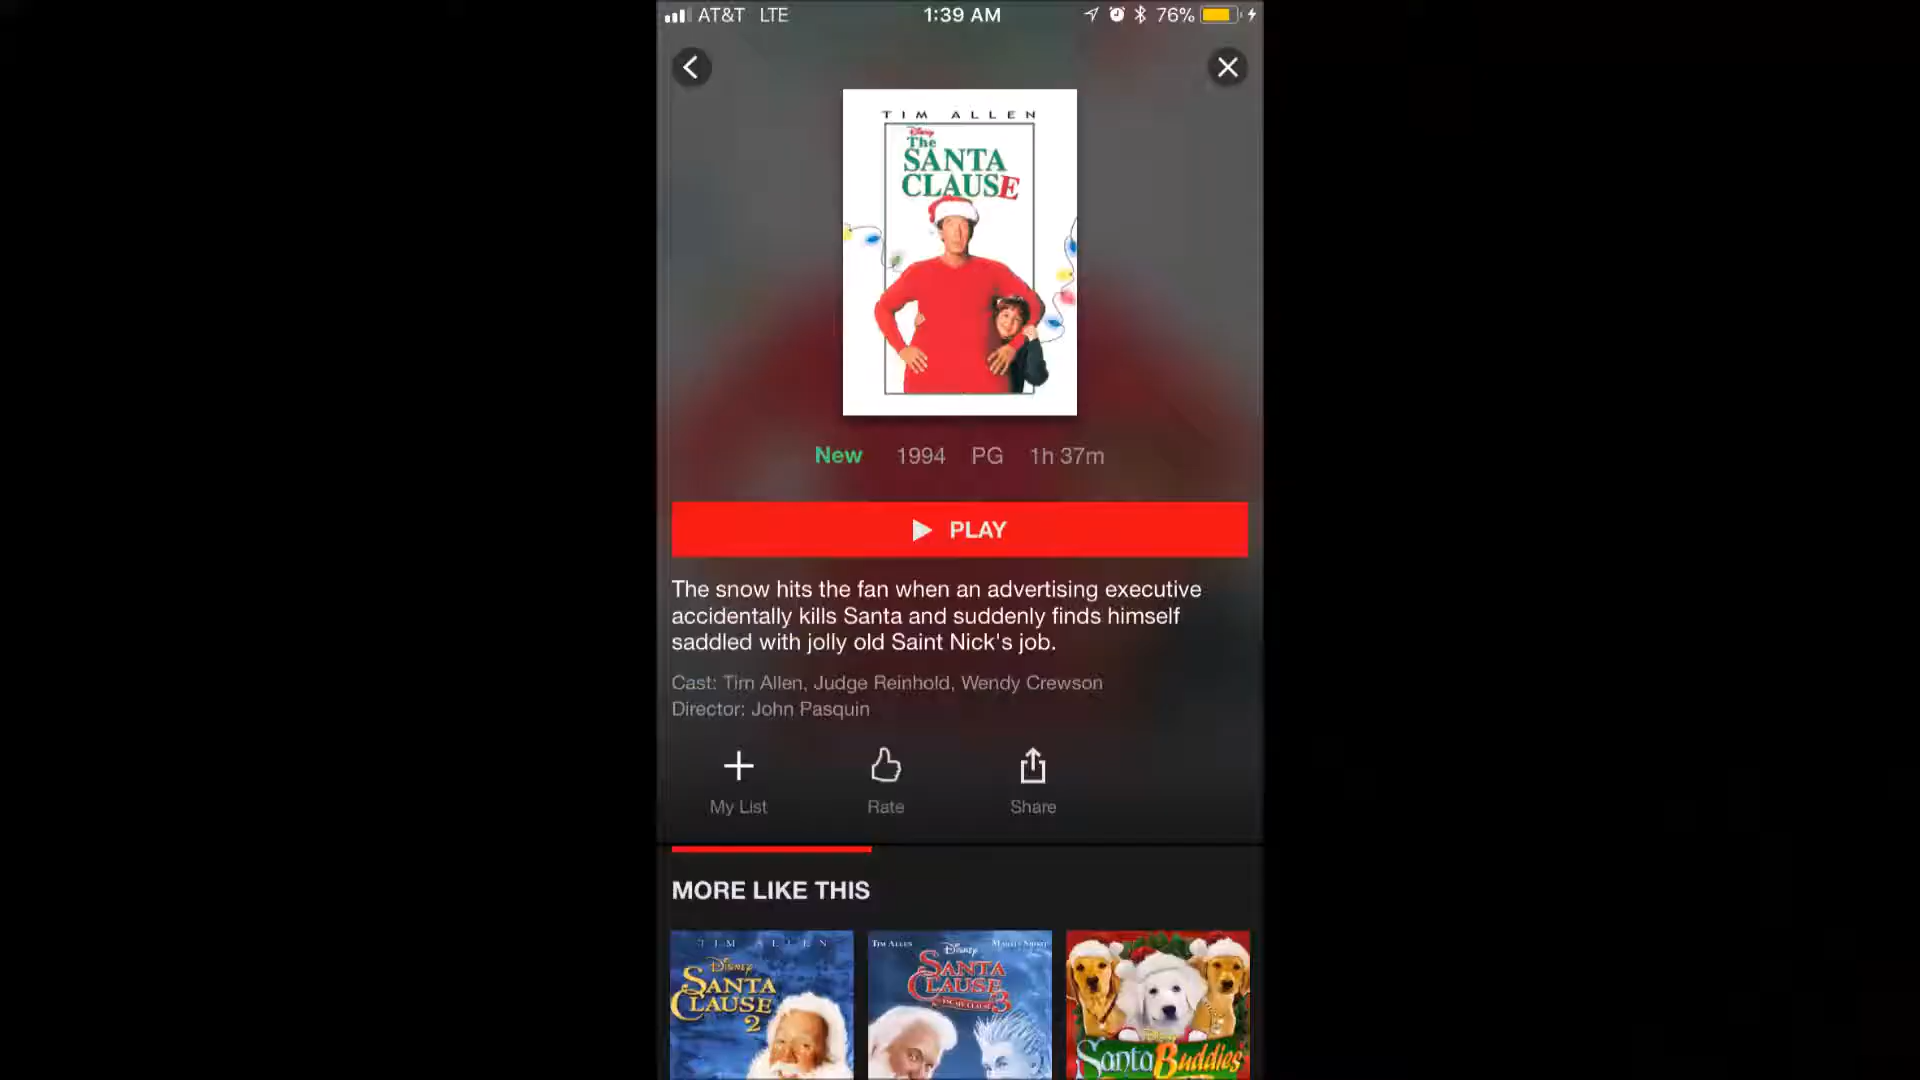 AT&T LTE 1:39 AM 76%
TIM ALLEN
Disney
The
SANTA
CLAUSE
New 1994 PG 1h 37m
PLAY
The snow hits the fan when an advertising executive
accidentally kills Santa and suddenly finds himself
saddled with jolly old Saint Nick's job.
Cast: Tim Allen, Judge Reinhold, Wendy Crewson
Director: John Pasquin
My List Rate Share
MORE LIKE THIS
TIM ALLEN
Disney
SANTA
CLAUSE
2
TIM ALLEN MARTIN SHORT
Disney
SANTA
CLAUSE
3
Disney
Santa Buddies